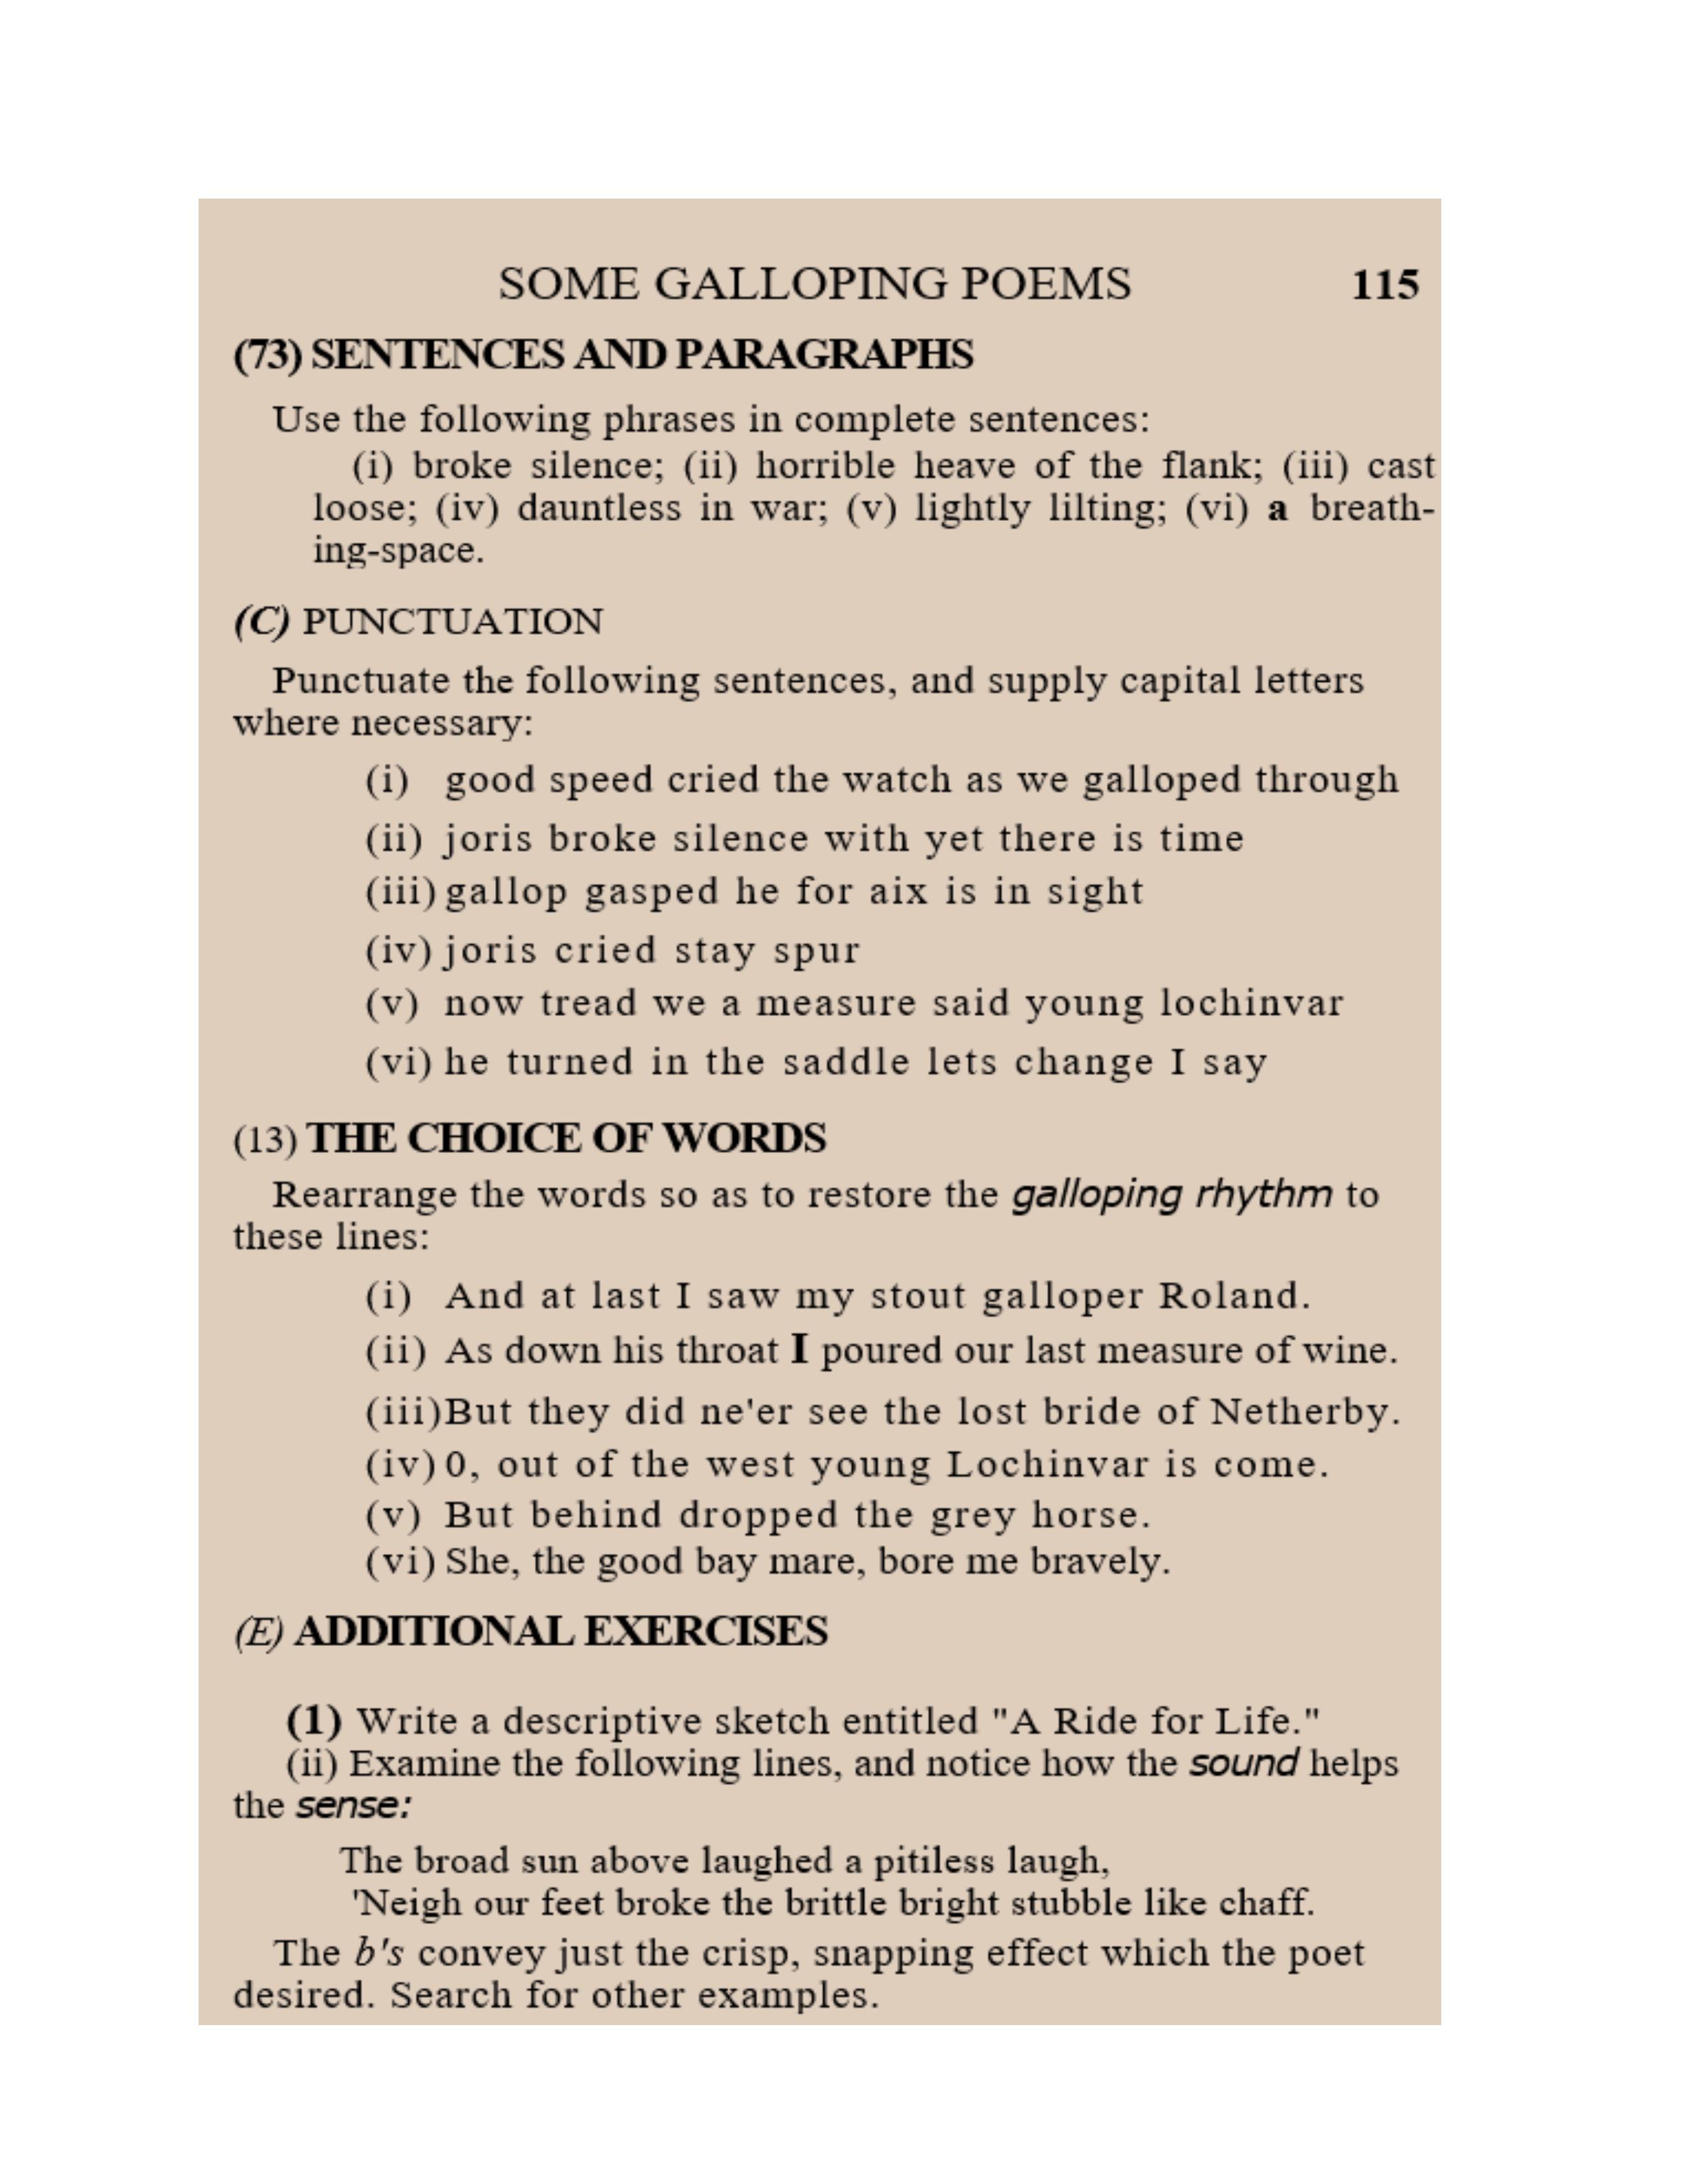 SOME GALLOPING POEMS 115
(73) SENTENCES AND PARAGRAPHS
Use the following phrases in complete sentences:
(i) broke silence; (ii) horrible heave of the flank; (iii) cast
loose; (iv) dauntless in war; (v) lightly lilting; (vi) a breath-
ing-space.
(C) PUNCTUATION
Punctuate the following sentences, and supply capital letters
where necessary:
(i) good speed cried the watch as we galloped through
(ii) joris broke silence with yet there is time
(iii) gallop gasped he for aix is in sight
(iv) joris cried stay spur
(v) now tread we a measure said young lochinvar
(vi) he turned in the saddle lets change I say
(13) THE CHOICE OF WORDS
Rearrange the words so as to restore the galloping rhythm to
these lines:
(i) And at last I saw my stout galloper Roland.
(ii) As down his throat I poured our last measure of wine.
(iii) But they did ne'er see the lost bride of Netherby.
(iv) 0, out of the west young Lochinvar is come.
(v) But behind dropped the grey horse.
(vi) She, the good bay mare, bore me bravely.
(E) ADDITIONAL EXERCISES
(1) Write a descriptive sketch entitled "A Ride for Life."
(ii) Examine the following lines, and notice how the sound helps
the sense:
The broad sun above laughed a pitiless laugh,
'Neigh our feet broke the brittle bright stubble like chaff.
The b's convey just the crisp, snapping effect which the poet
desired. Search for other examples.